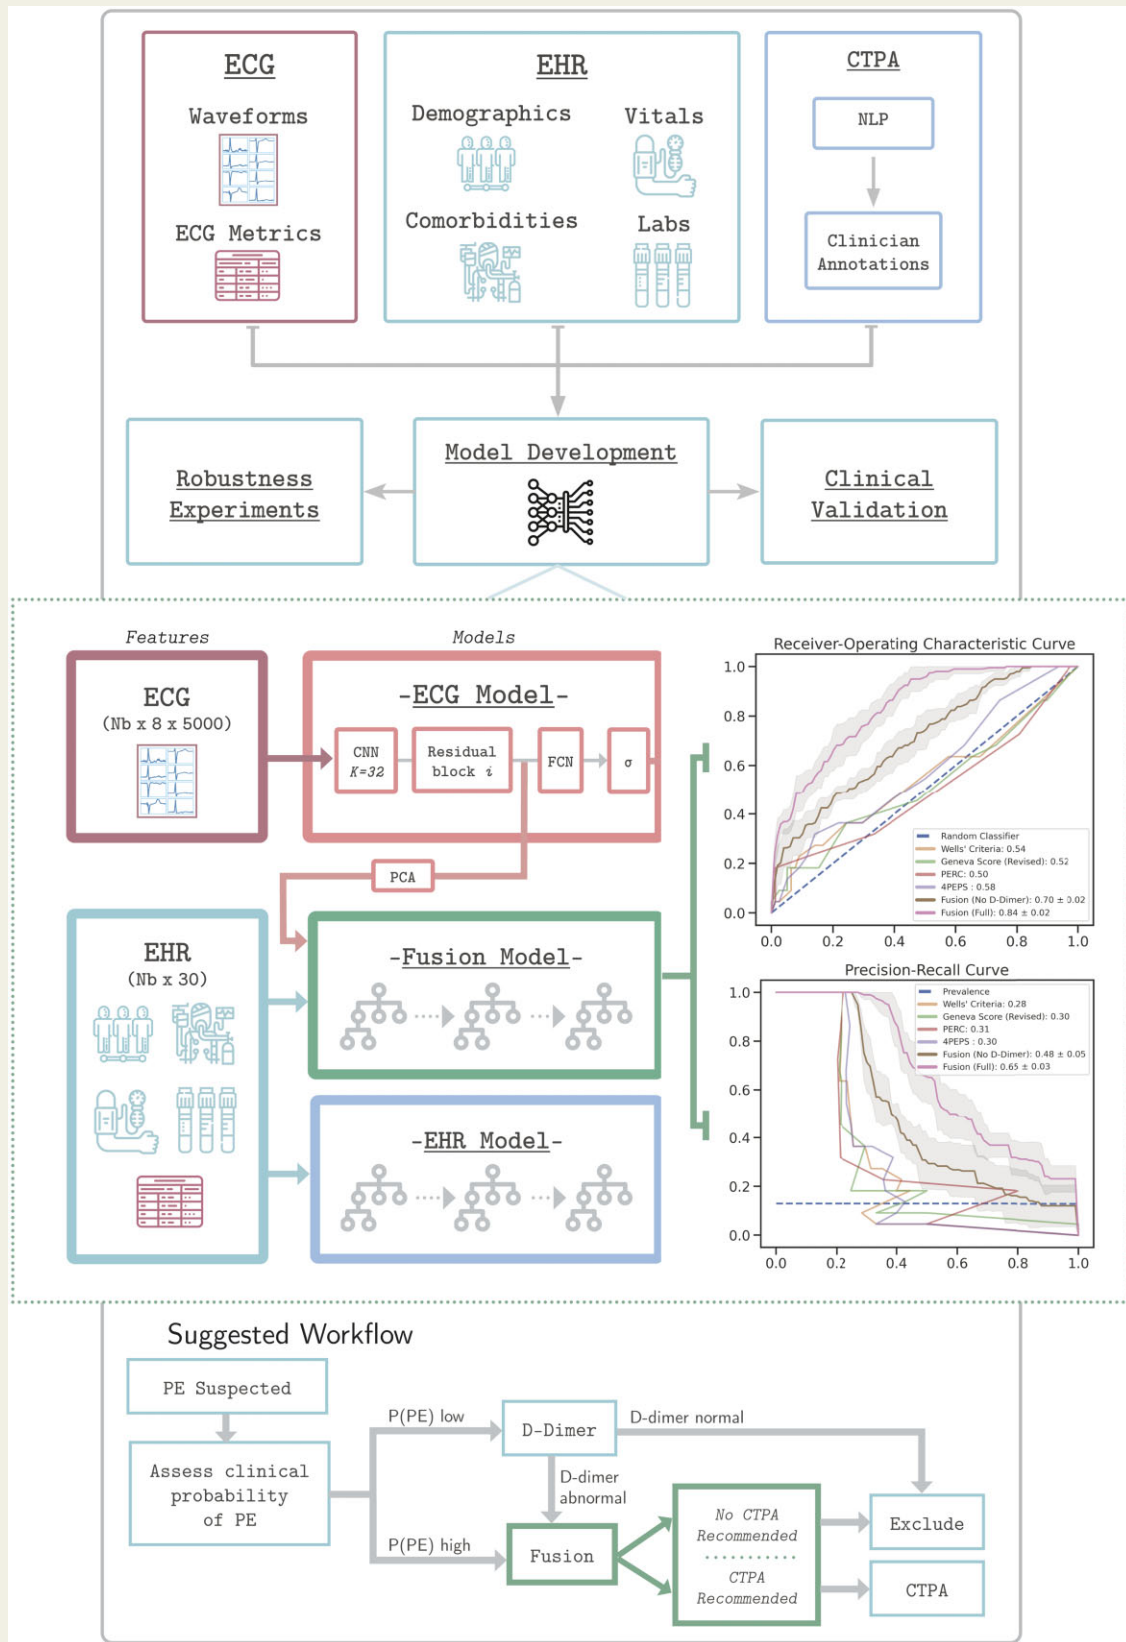 ECG
Waveforms
ECG Metrics
EHR
Demographics
Vitals
Comorbidities
Labs
CTPA
NLP
Clinician
Annotations
Robustness
Experiments
Model Development
Clinical
Validation
Features
Models
ECG
(Nb x 8 x 5000)
-ECG Model-
CNN
K=32
Residual
block i
FCN
σ
PCA
EHR
(Nb x 30)
-Fusion Model-
-EHR Model-
Receiver-Operating Characteristic Curve
1.0
0.8
0.6
0.4
0.2
0.0
Random Classifier
Wells' Criteria: 0.54
Geneva Score (Revised): 0.52
PERC: 0.50
4PEPS : 0.58
Fusion (No D-Dimer): 0.70 ± 0.02
Fusion (Full): 0.84 ± 0.02
0.0 0.2 0.4 0.6 0.8 1.0
Precision-Recall Curve
1.0
0.8
0.6
0.4
0.2
0.0
Prevalence
Wells' Criteria: 0.28
Geneva Score (Revised): 0.30
PERC: 0.31
4PEPS : 0.30
Fusion (No D-Dimer): 0.48 ± 0.05
Fusion (Full): 0.65 ± 0.03
0.0 0.2 0.4 0.6 0.8 1.0
Suggested Workflow
PE Suspected
Assess clinical
probability
of PE
P(PE) low
P(PE) high
D-Dimer
D-dimer normal
D-dimer
abnormal
Fusion
No CTPA
Recommended
CTPA
Recommended
Exclude
CTPA